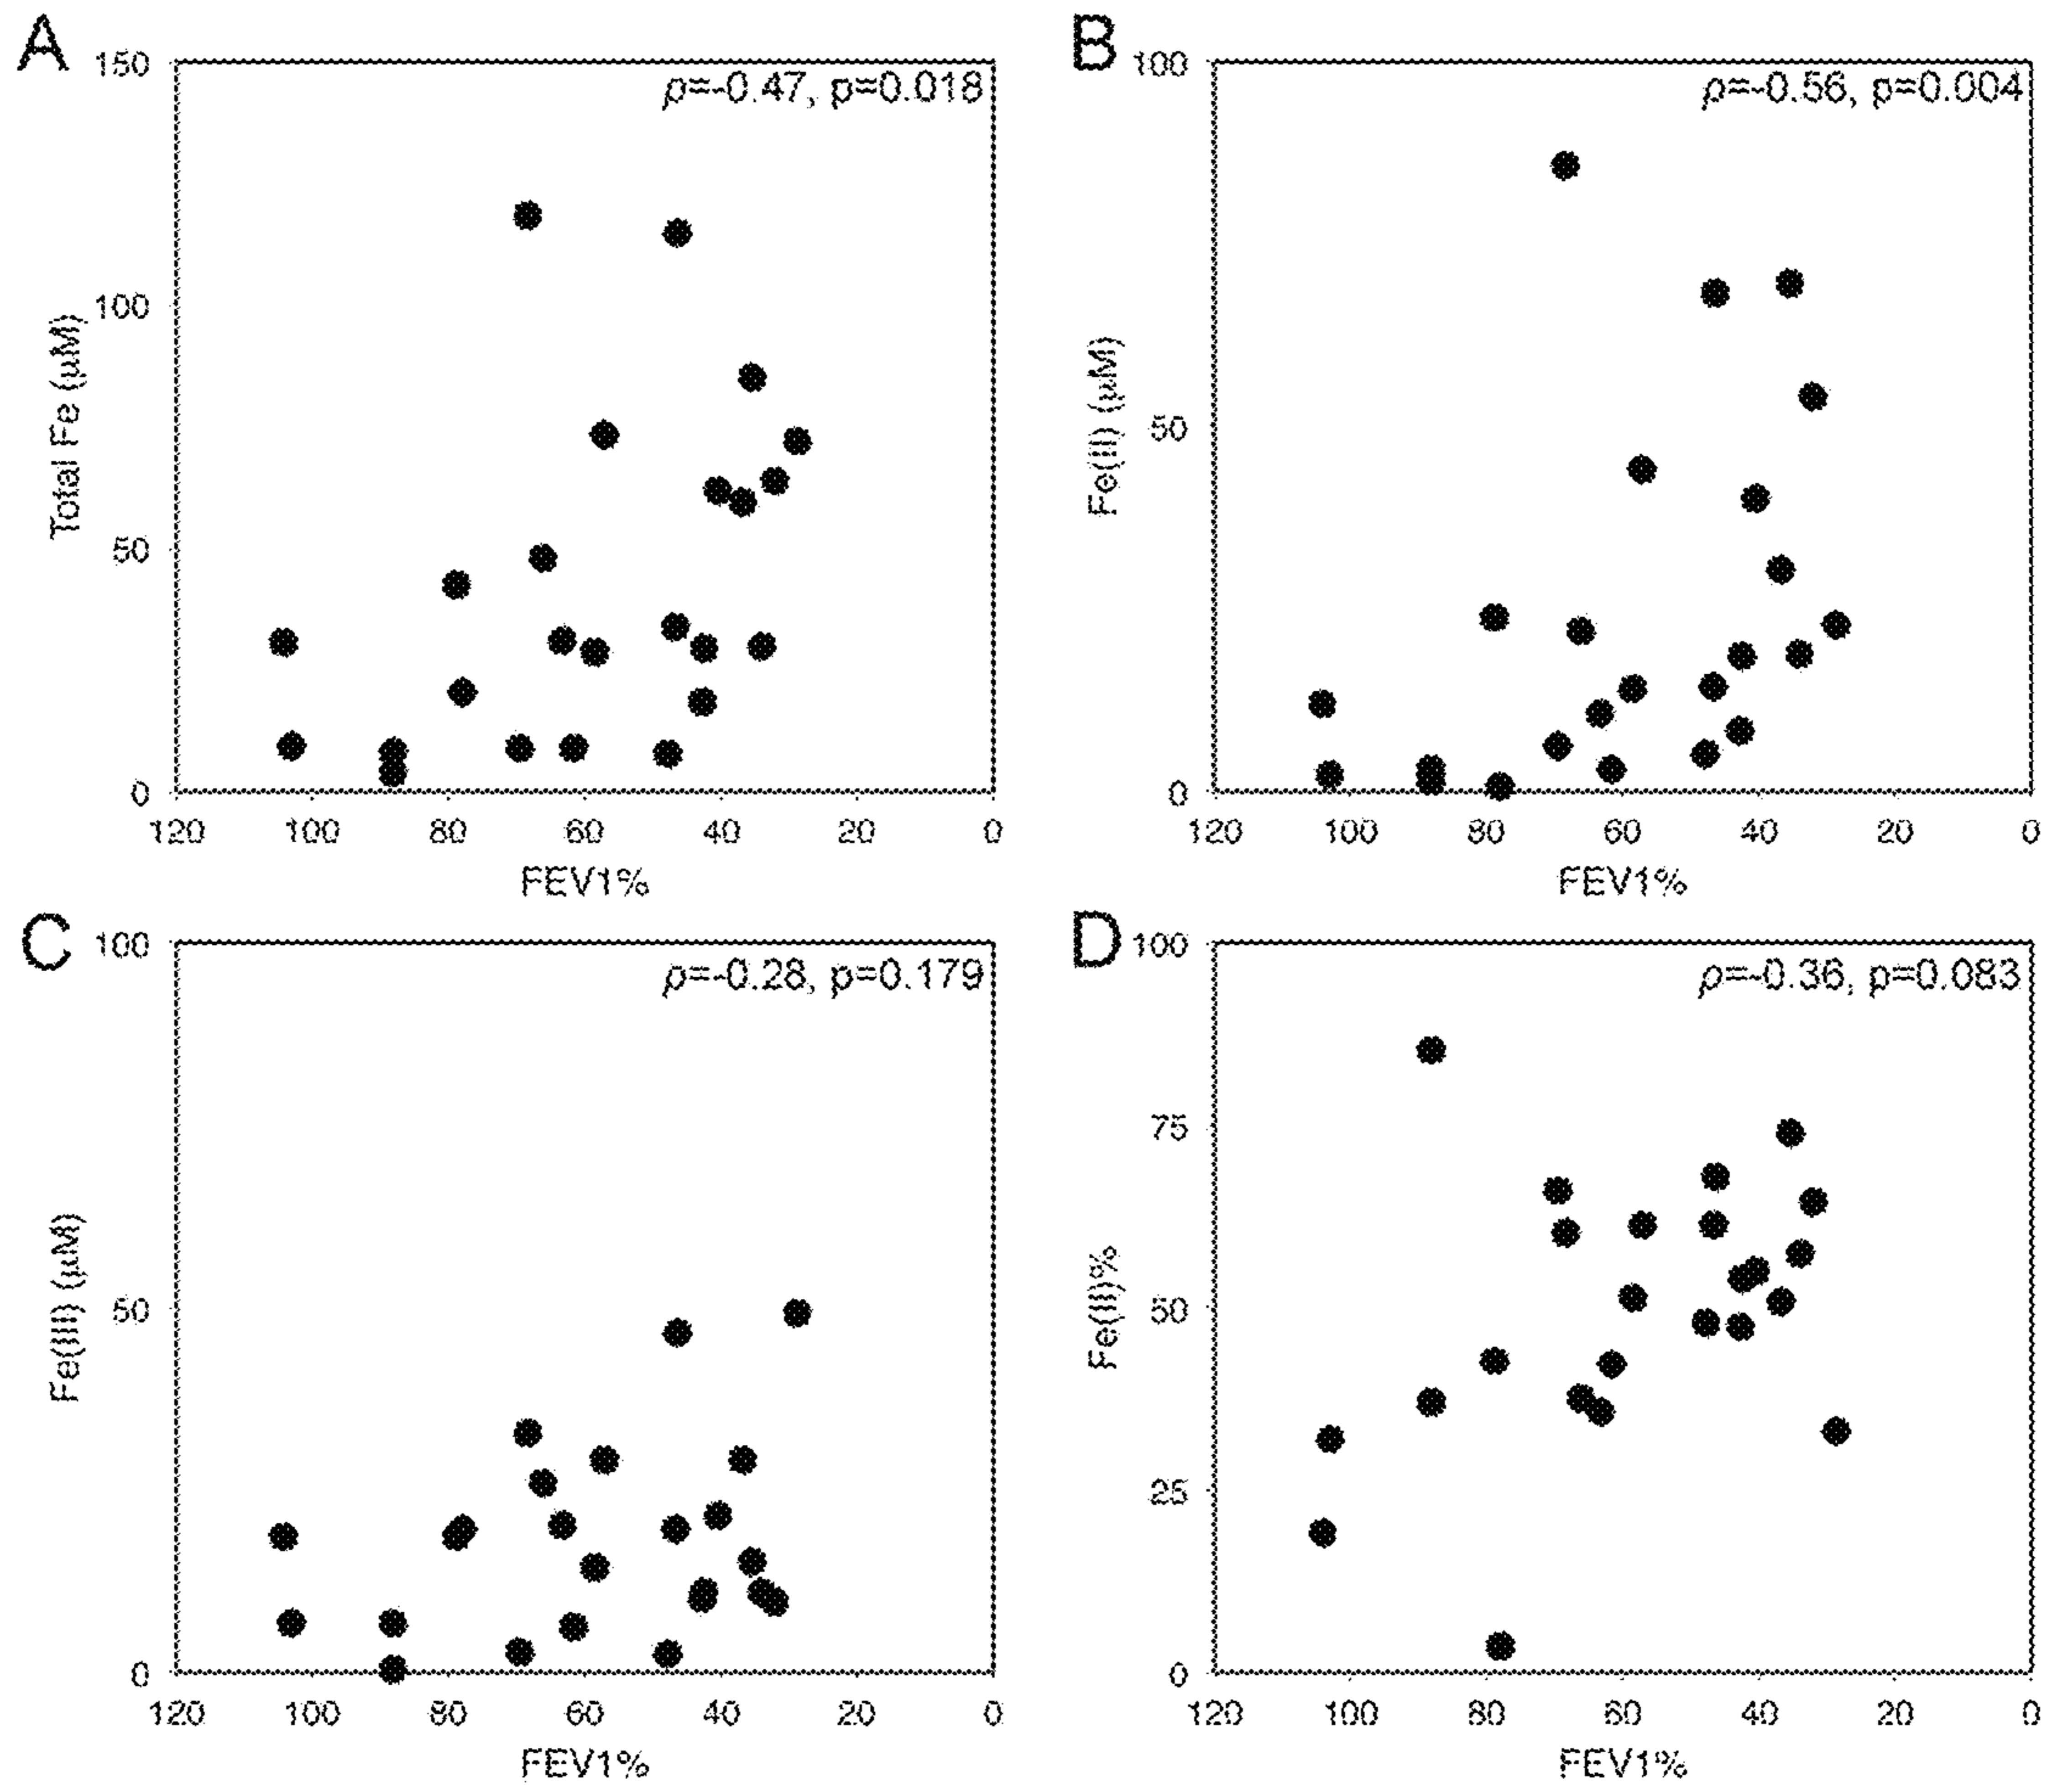 A
150
ρ=-0.47, p=0.018
100
50
0
Total Fe (µM)
120 100 80 60 40 20 0
FEV1%
B
100
ρ=-0.56, p=0.004
50
0
Fe(II) (µM)
120 100 80 60 40 20 0
FEV1%
C
100
ρ=-0.28, p=0.179
50
0
Fe(III) (µM)
120 100 80 60 40 20 0
FEV1%
D
100
ρ=-0.36, p=0.083
75
50
25
0
Fe(II)%
120 100 80 60 40 20 0
FEV1%